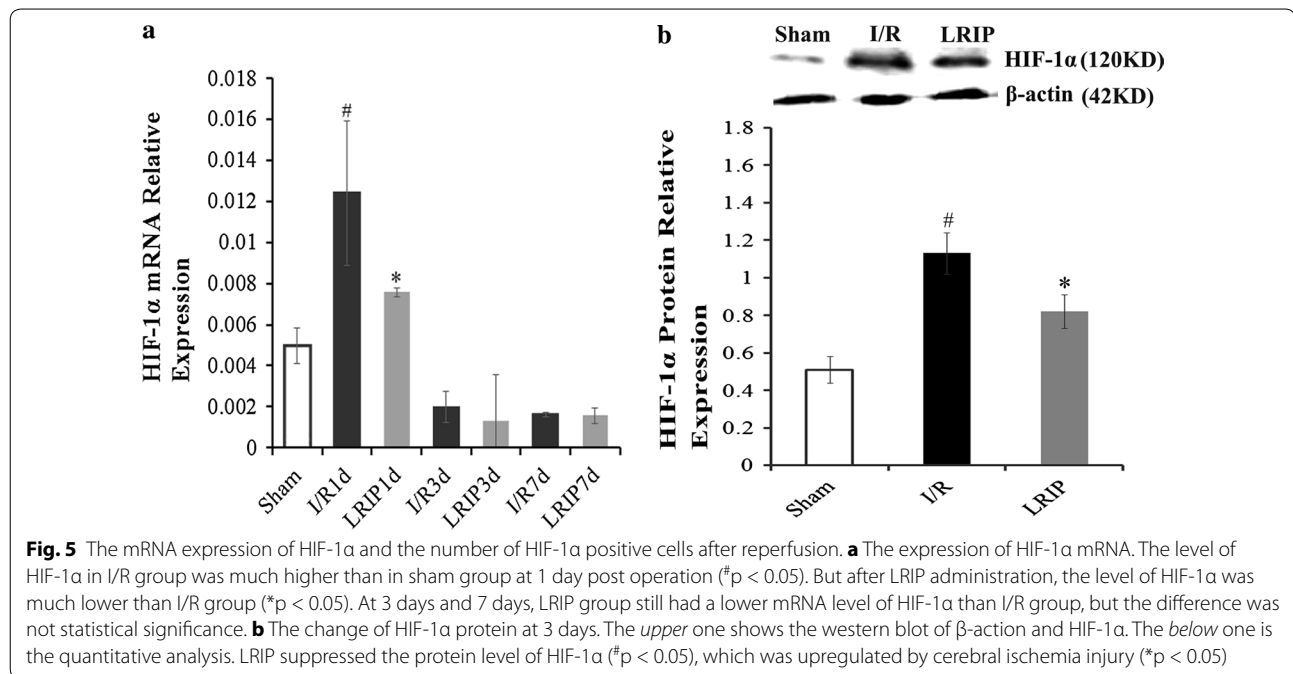 a
HIF-1α mRNA Relative
Expression
0.018
0.016
0.014
0.012
0.01
0.008
0.006
0.004
0.002
0
#
*
Sham
I/R1d
LRIP1d
I/R3d
LRIP3d
I/R7d
LRIP7d
b
Sham I/R LRIP
HIF-1α (120KD)
β-actin (42KD)
HIF-1α Protein Relative
Expression
1.8
1.6
1.4
1.2
1
0.8
0.6
0.4
0.2
0
#
*
Sham
I/R
LRIP
Fig. 5 The mRNA expression of HIF-1α and the number of HIF-1α positive cells after reperfusion. a The expression of HIF-1α mRNA. The level of
HIF-1α in I/R group was much higher than in sham group at 1 day post operation (#p < 0.05). But after LRIP administration, the level of HIF-1α was
much lower than I/R group (*p < 0.05). At 3 days and 7 days, LRIP group still had a lower mRNA level of HIF-1α than I/R group, but the difference was
not statistical significance. b The change of HIF-1α protein at 3 days. The upper one shows the western blot of β-action and HIF-1α. The below one is
the quantitative analysis. LRIP suppressed the protein level of HIF-1α (#p < 0.05), which was upregulated by cerebral ischemia injury (*p < 0.05)